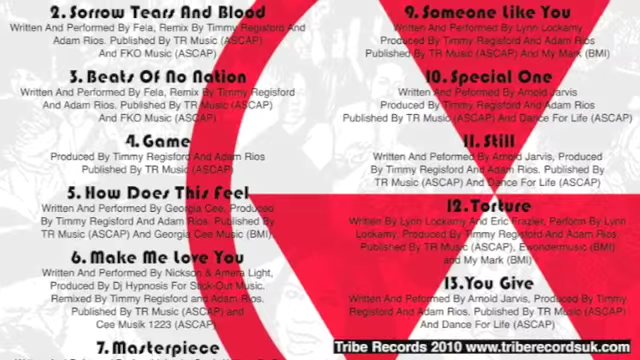 2. Sorrow Tears And Blood
Written And Performed By Fela, Remix By Timmy Regisford And
Adam Rios. Published By TR Music (ASCAP)
And FKO Music (ASCAP)
3. Beats Of No Nation
Written And Performed By Fela, Remix By Timmy Regisford
And Adam Rios. Published By TR Music (ASCAP)
And FKO Music (ASCAP)
4. Game
Produced By Timmy Regisford And Adam Rios
Published By TR Music (ASCAP)
5. How Does This Feel
Written And Performed By Georgia Cee, Produced
By Timmy Regisford And Adam Rios. Published By
TR Music (ASCAP) And Georgia Cee Music (BMI)
6. Make Me Love You
Written And Performed By Nickson & Amera Light,
Produced By Dj Hypnosis For Stick-Out Music.
Remixed By Timmy Regisford and Adam Rios.
Published By TR Music (ASCAP) and
Cee Musik 1223 (ASCAP)
7. Masterpiece
9. Someone Like You
Written And Peformed By Lynn Lockamy
Produced By Timmy Regisford And Adam Rios
Published By TR Music (ASCAP) And My Mark (BMI)
10. Special One
Written And Peformed By Arnold Jarvis
Produced By Timmy Regisford And Adam Rios
Published By TR Music (ASCAP) And Dance For Life (ASCAP)
11. Still
Written And Peformed By Arnold Jarvis, Produced
By Timmy Regisford And Adam Rios. Published By
TR Music (ASCAP) And Dance For Life (ASCAP)
12. Torture
Written By Lynn Lockamy And Eric Frazier, Perform By Lynn
Lockamy, Produced By Timmy Regisford And Adam Rios.
Published By TR Music (ASCAP), Ewondermusic (BMI)
and My Mark (BMI)
13. You Give
Written And Peformed By Arnold Jarvis, Produced By Timmy
Regisford And Adam Rios. Published By TR Music (ASCAP)
And Dance For Life (ASCAP)
Tribe Records 2010 www.triberecordsuk.com